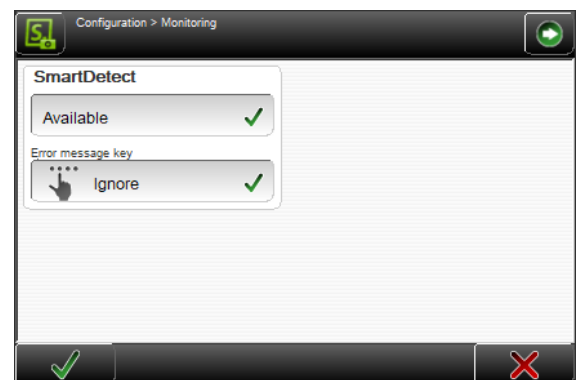 Configuration > Monitoring
SmartDetect
Available
Error message key
Ignore